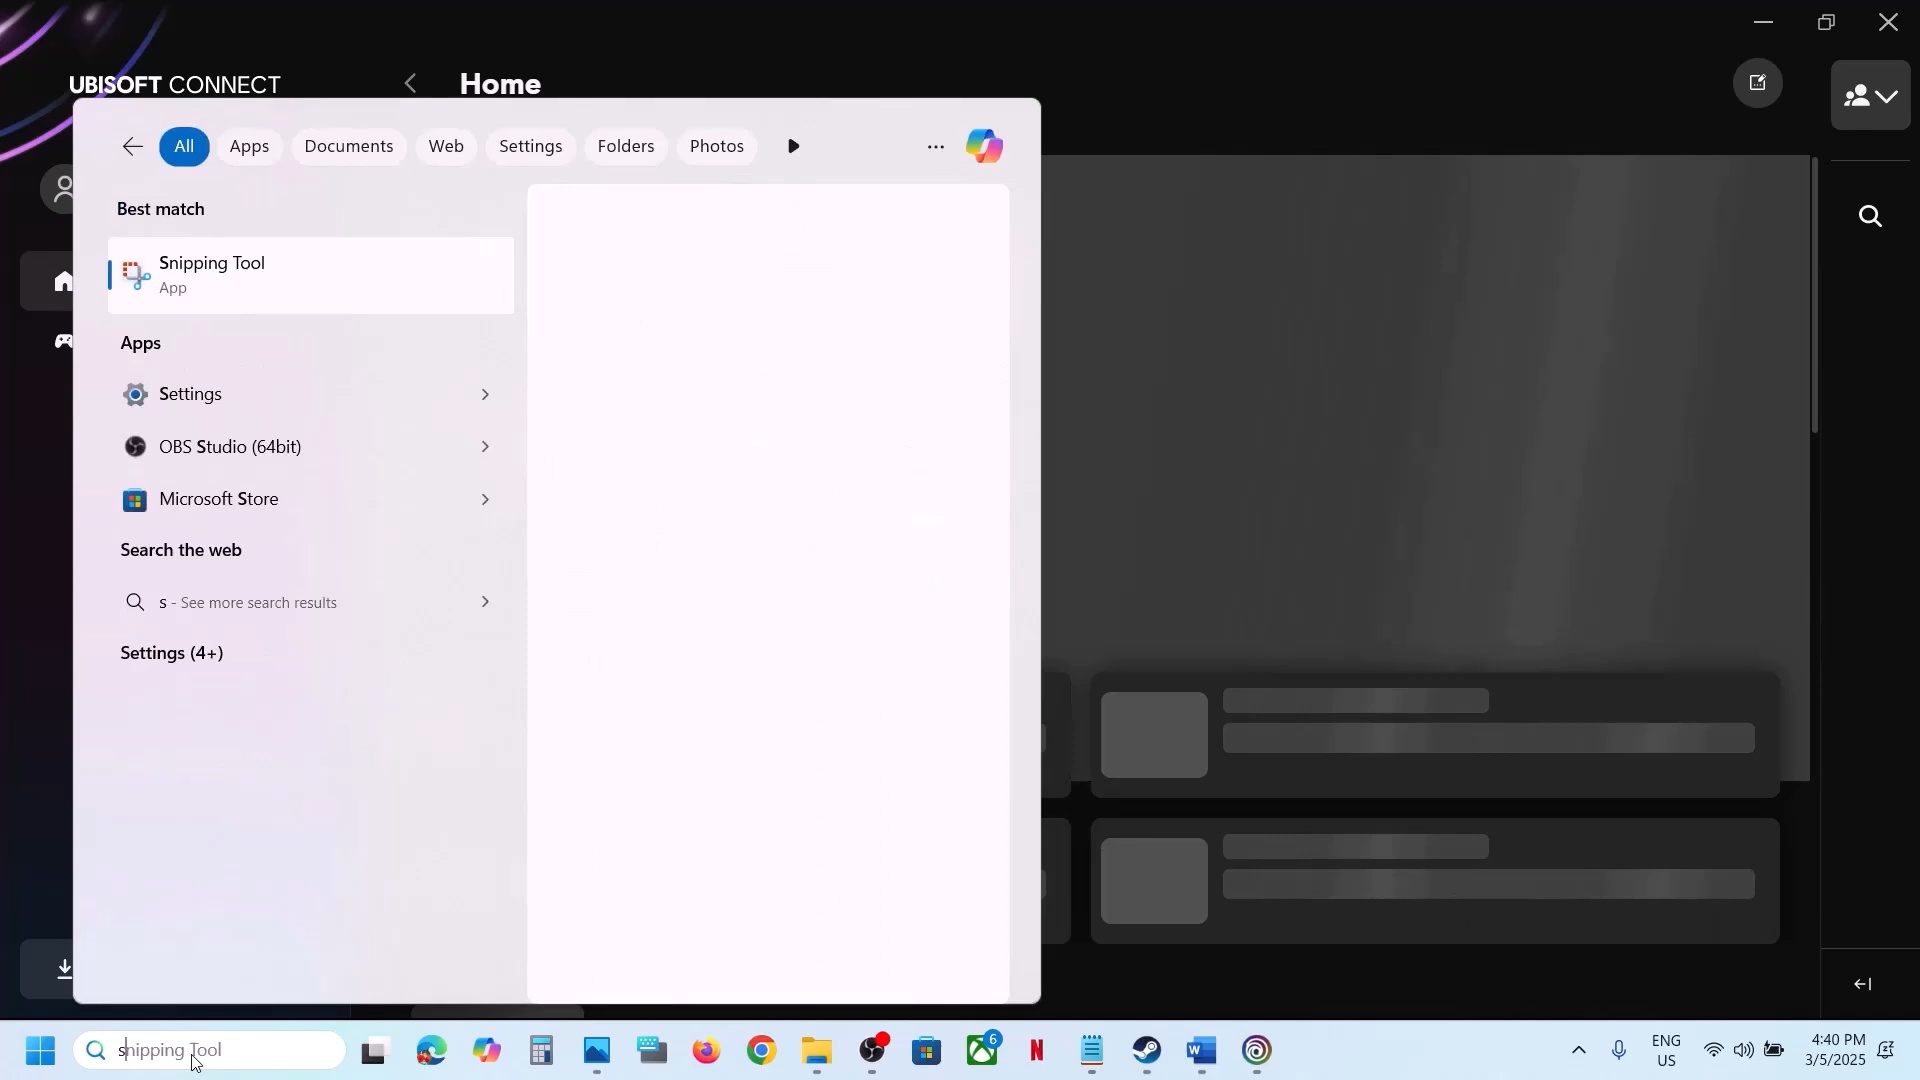 UBISOFT CONNECT
Home
All
Apps
Documents
Web
Settings
Folders
Photos
Best match
Snipping Tool
App
Apps
Settings
OBS Studio (64bit)
Microsoft Store
Search the web
s - See more search results
Settings (4+)
snipping Tool
6
N
W
ENG
US
4:40 PM
3/5/2025